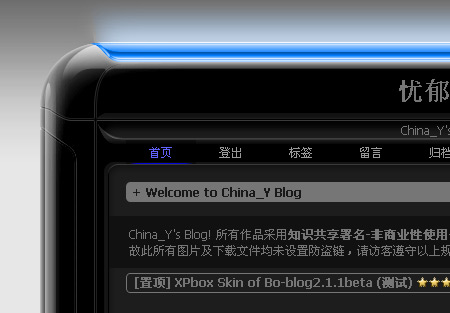 忧郁
China_Y's
首页 登出 标签 留言 归档
+ Welcome to China_Y Blog
China_Y's Blog! 所有作品采用知识共享署名-非商业性使用-
故此所有图片及下载文件均未设置防盗链，请访客遵守以上规
[置顶] XPbox Skin of Bo-blog2.1.1beta (测试)